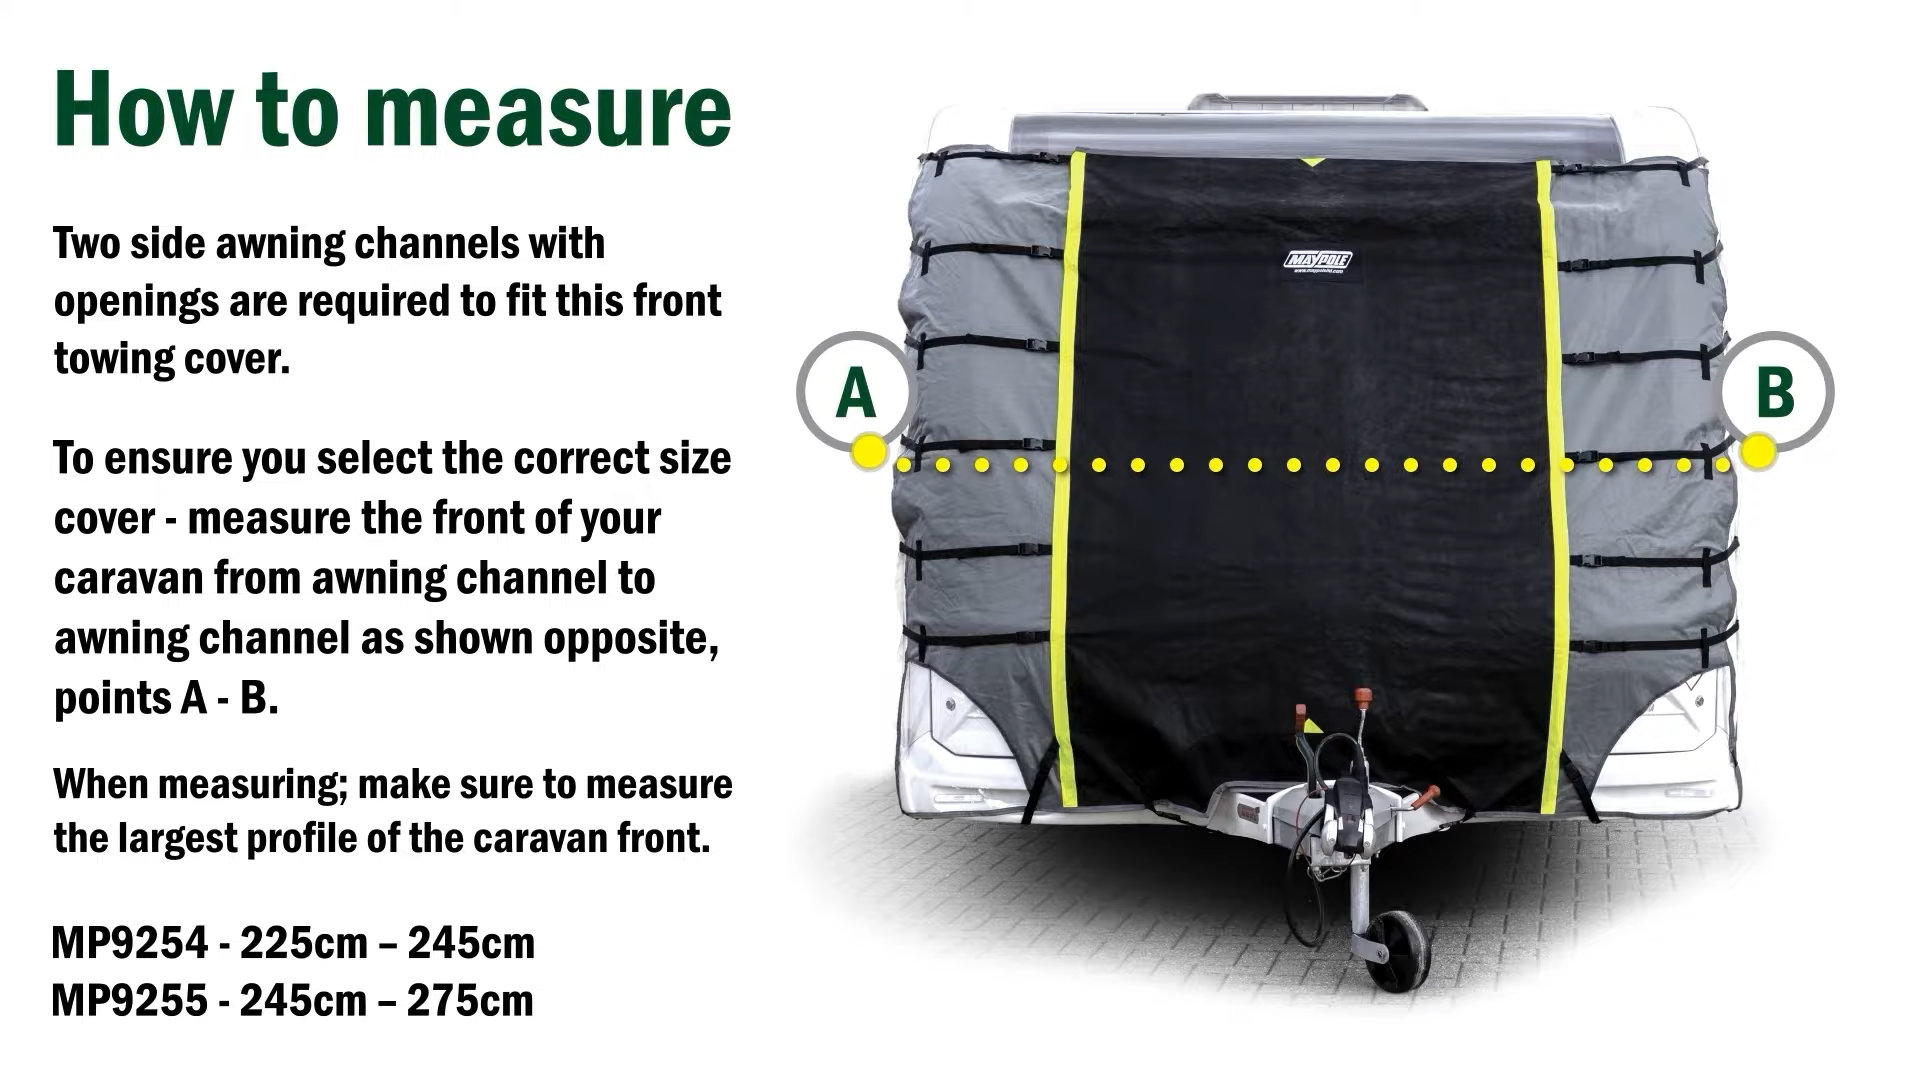 How to measure
Two side awning channels with
openings are required to fit this front
towing cover.
To ensure you select the correct size
cover - measure the front of your
caravan from awning channel to
awning channel as shown opposite,
points A - B.
When measuring; make sure to measure
the largest profile of the caravan front.
MP9254 - 225cm – 245cm
MP9255 - 245cm – 275cm
MAYPOLE
www.maypoleltd.com
A
B